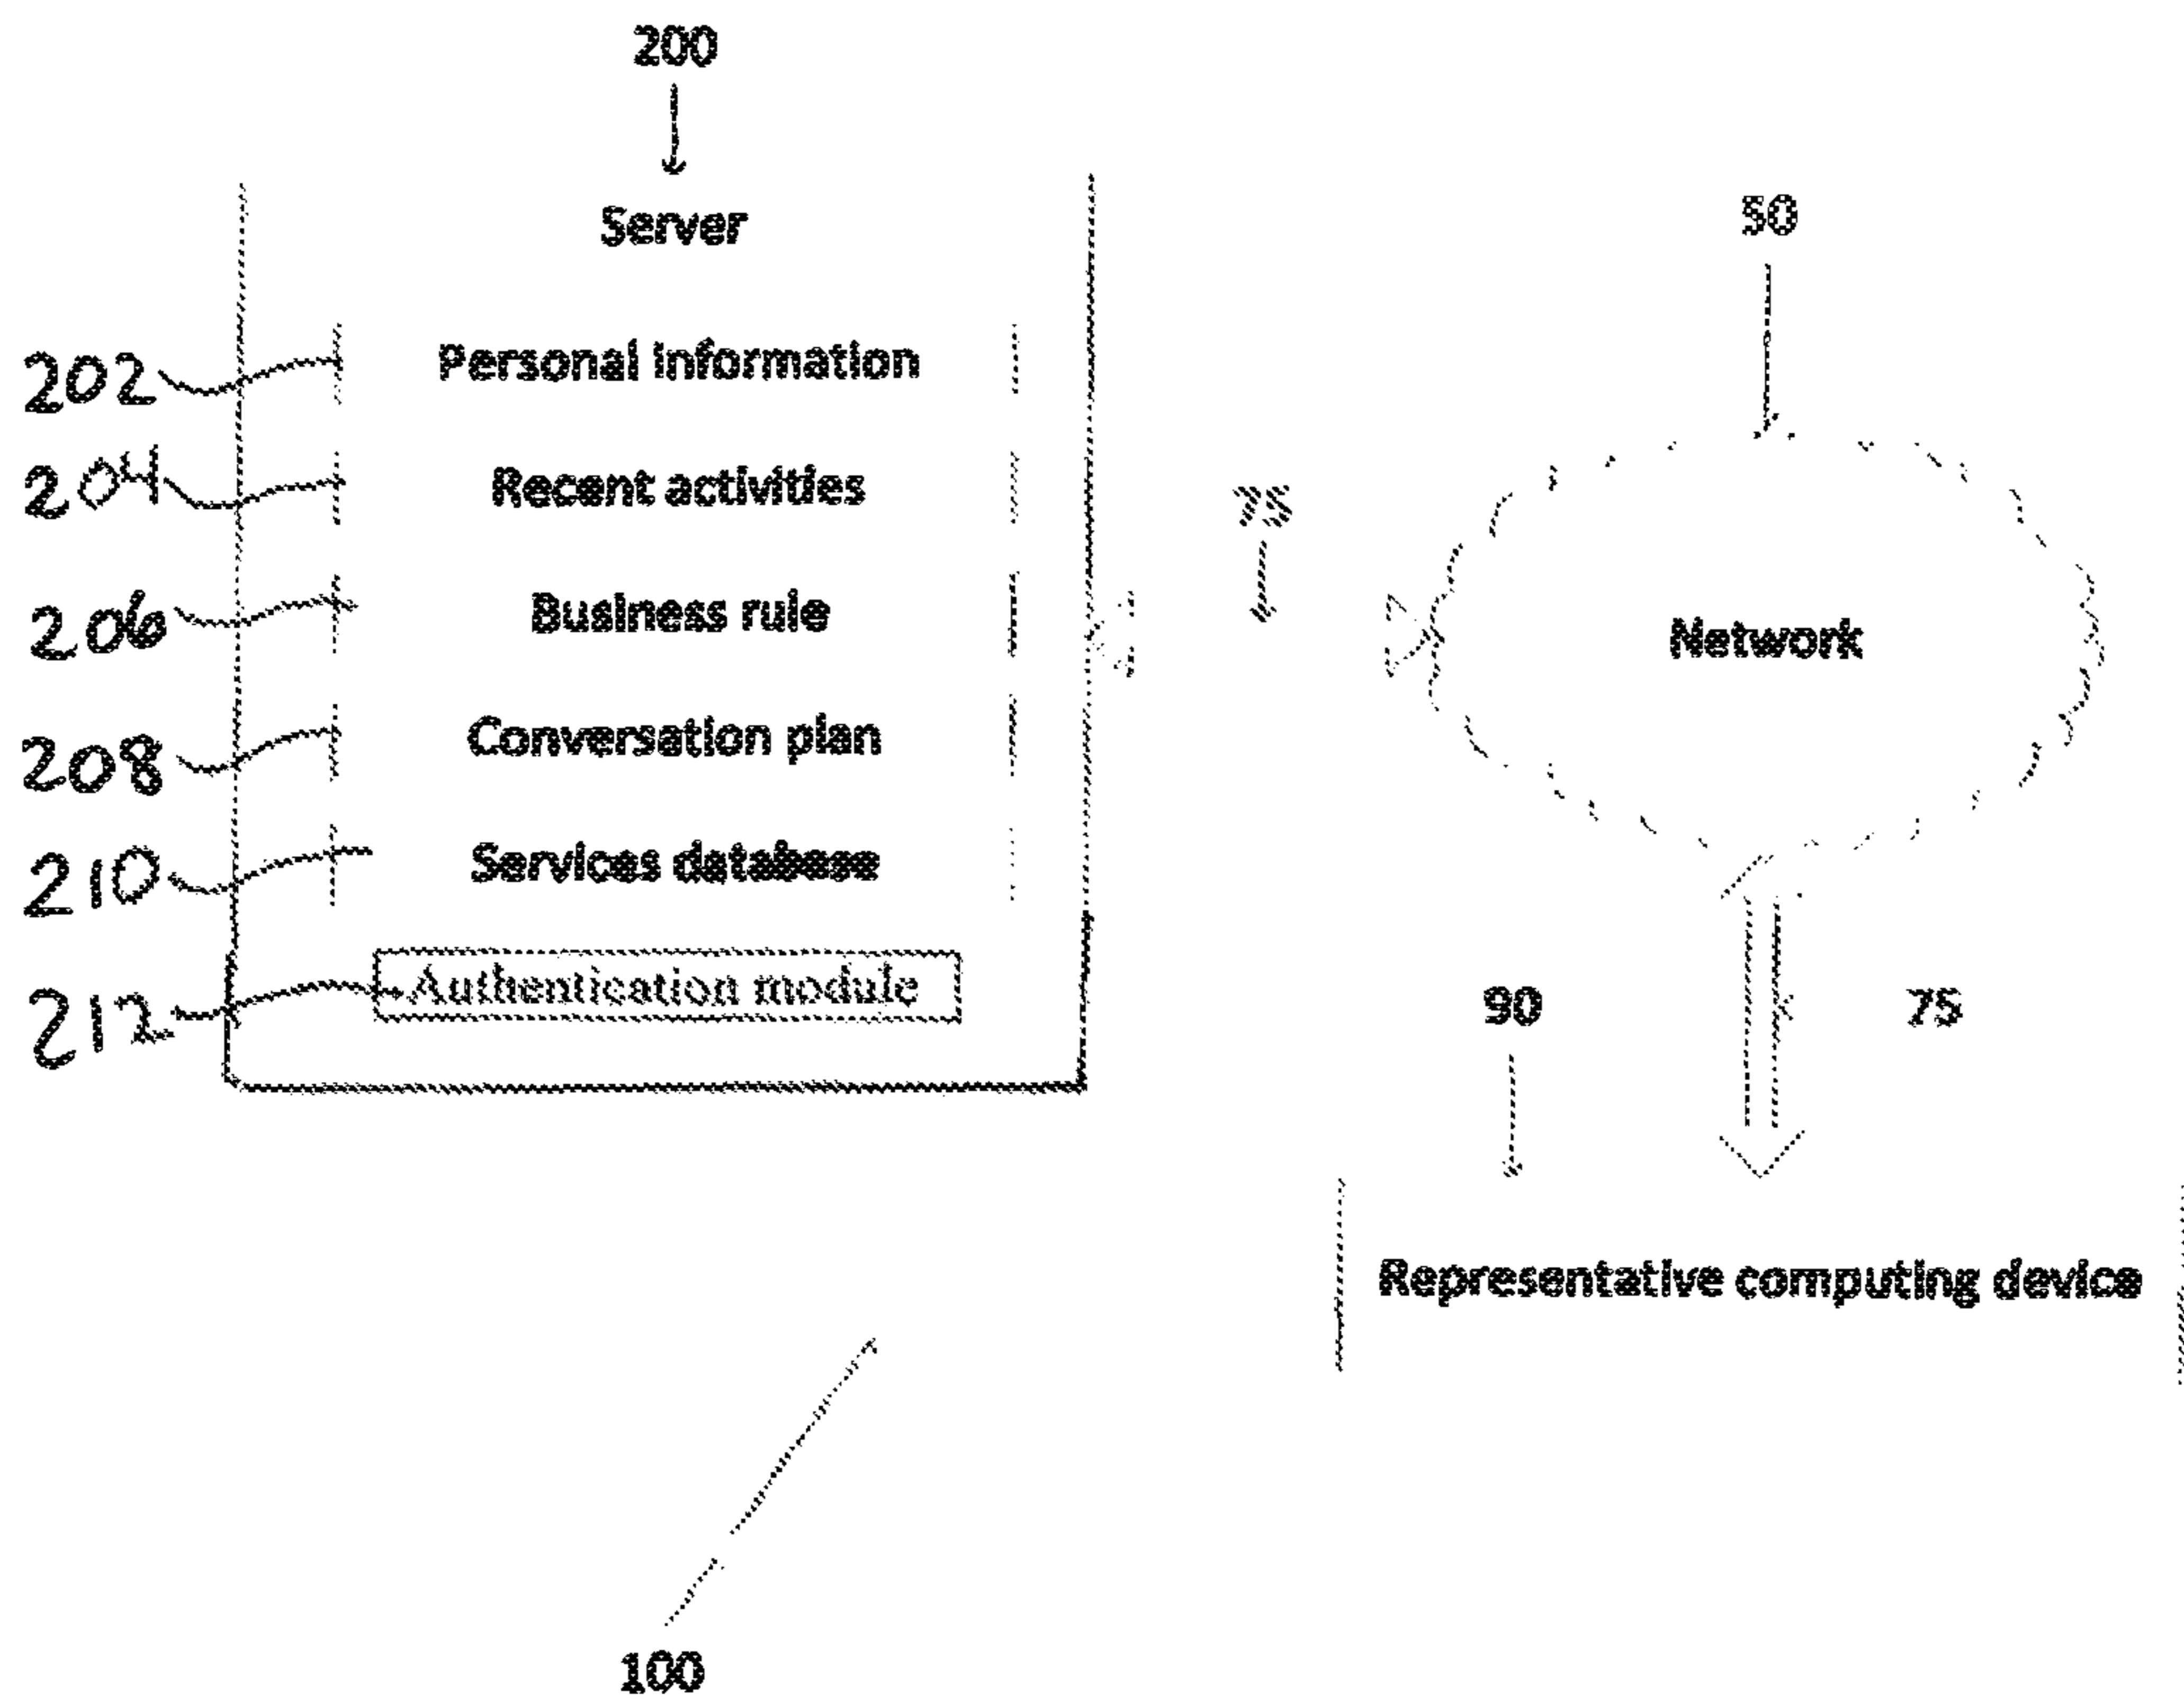 200
Server
50
202 Personal information
204 Recent activities
75
206 Business rule
Network
208 Conversation plan
210 Services database
212 Authentication module
90
75
Representative computing device
100